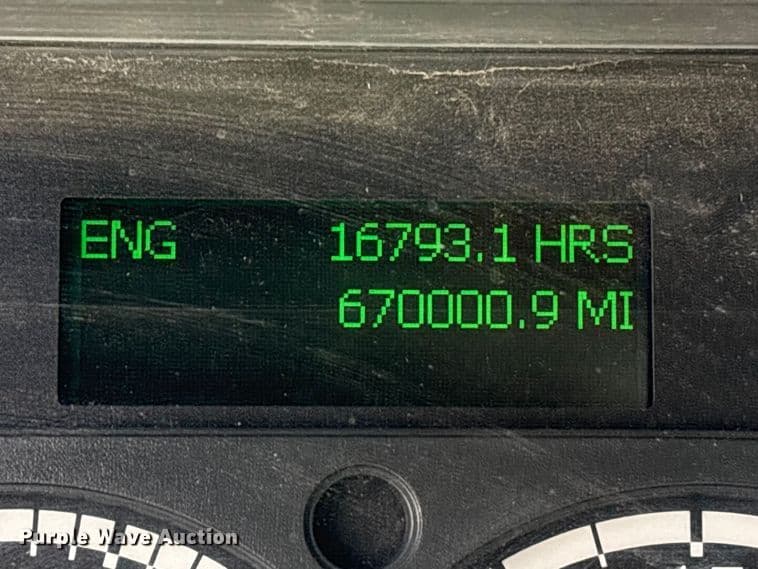 ENG 16793.1 HRS
670000.9 MI
Purple Wave Auction